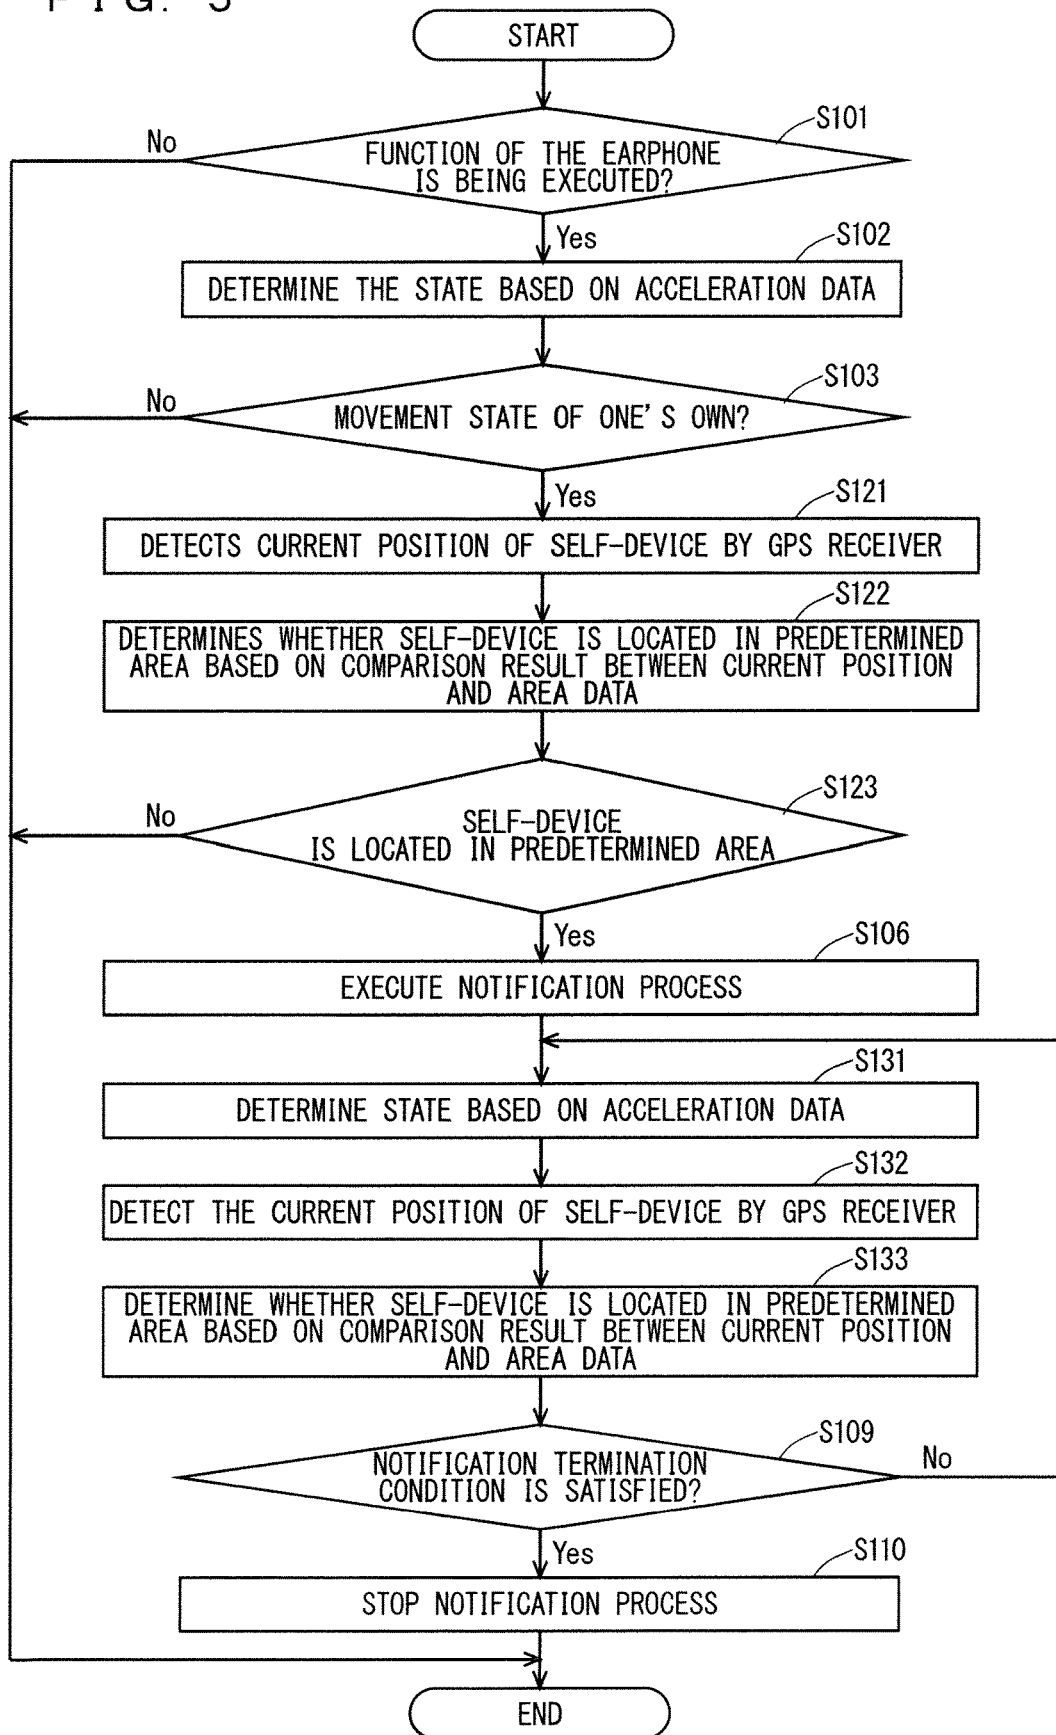 START
S101
No
FUNCTION OF THE EARPHONE
IS BEING EXECUTED?
Yes
S102
DETERMINE THE STATE BASED ON ACCELERATION DATA
S103
No
MOVEMENT STATE OF ONE'S OWN?
Yes
S121
DETECTS CURRENT POSITION OF SELF-DEVICE BY GPS RECEIVER
S122
DETERMINES WHETHER SELF-DEVICE IS LOCATED IN PREDETERMINED
AREA BASED ON COMPARISON RESULT BETWEEN CURRENT POSITION
AND AREA DATA
S123
No
SELF-DEVICE
IS LOCATED IN PREDETERMINED AREA
Yes
S106
EXECUTE NOTIFICATION PROCESS
S131
DETERMINE STATE BASED ON ACCELERATION DATA
S132
DETECT THE CURRENT POSITION OF SELF-DEVICE BY GPS RECEIVER
S133
DETERMINE WHETHER SELF-DEVICE IS LOCATED IN PREDETERMINED
AREA BASED ON COMPARISON RESULT BETWEEN CURRENT POSITION
AND AREA DATA
S109
NOTIFICATION TERMINATION
CONDITION IS SATISFIED?
No
Yes
S110
STOP NOTIFICATION PROCESS
END